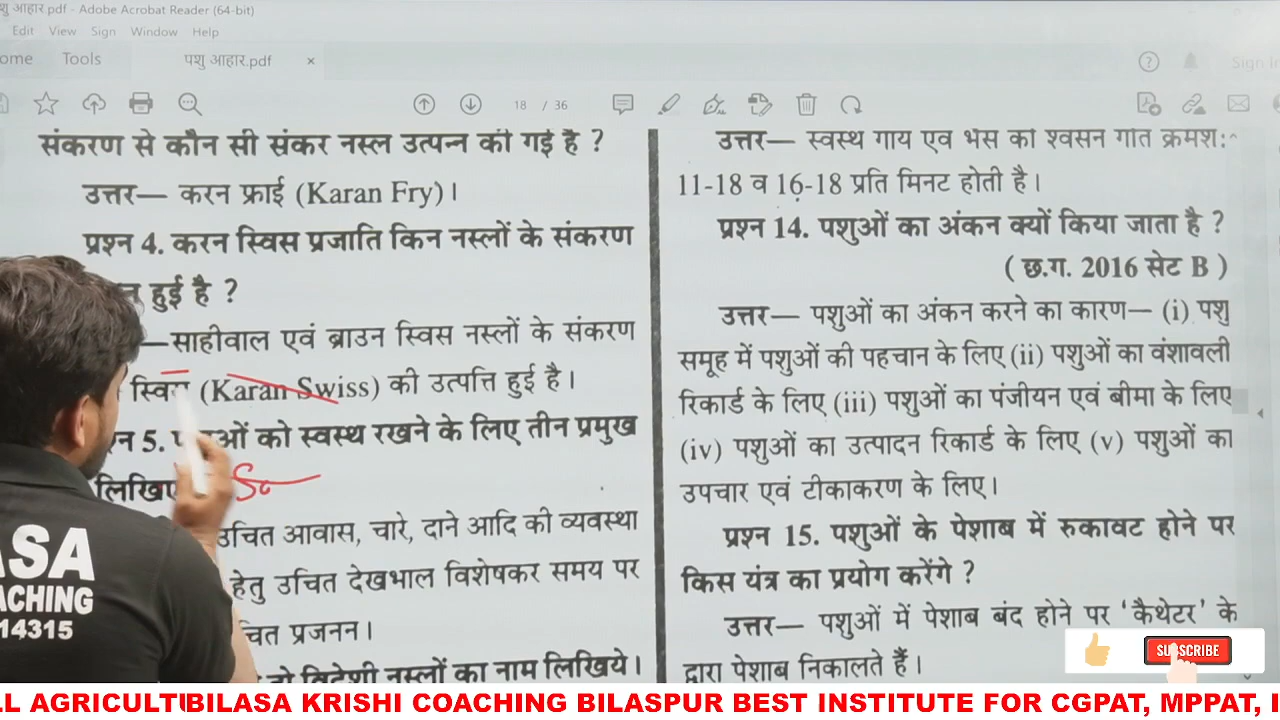 शु आहार.pdf - Adobe Acrobat Reader (64-bit)
Edit View Sign Window Help
ome Tools पशु आहार.pdf × Sign In
18 / 36
संकरण से कौन सी संकर नस्ल उत्पन्न की गई है ?
उत्तर— करन फ्राई (Karan Fry)।
प्रश्न 4. करन स्विस प्रजाति किन नस्लों के संकरण
न हुई है ?
—साहीवाल एवं ब्राउन स्विस नस्लों के संकरण
स्विस (Karan Swiss) की उत्पत्ति हुई है।
न 5. पशुओं को स्वस्थ रखने के लिए तीन प्रमुख
लिखिए
उचित आवास, चारे, दाने आदि की व्यवस्था
हेतु उचित देखभाल विशेषकर समय पर
चित प्रजनन।
विदेशी नस्लों का नाम लिखिये।
उत्तर— स्वस्थ गाय एवं भैंस की श्वसन गति क्रमश:
11-18 व 16-18 प्रति मिनट होती है।
प्रश्न 14. पशुओं का अंकन क्यों किया जाता है ?
( छ.ग. 2016 सेट B )
उत्तर— पशुओं का अंकन करने का कारण— (i) पशु
समूह में पशुओं की पहचान के लिए (ii) पशुओं का वंशावली
रिकार्ड के लिए (iii) पशुओं का पंजीयन एवं बीमा के लिए
(iv) पशुओं का उत्पादन रिकार्ड के लिए (v) पशुओं का
उपचार एवं टीकाकरण के लिए।
प्रश्न 15. पशुओं के पेशाब में रुकावट होने पर
किस यंत्र का प्रयोग करेंगे ?
उत्तर— पशुओं में पेशाब बंद होने पर 'कैथेटर' के
द्वारा पेशाब निकालते हैं।
ASA
ACHING
14315
SUBSCRIBE
LL AGRICULTI BILASA KRISHI COACHING BILASPUR BEST INSTITUTE FOR CGPAT, MPPAT,